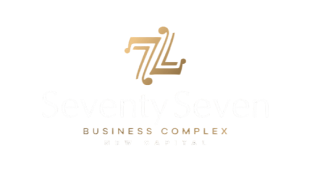 Seventy Seven
BUSINESS COMPLEX
NEW CAPITAL